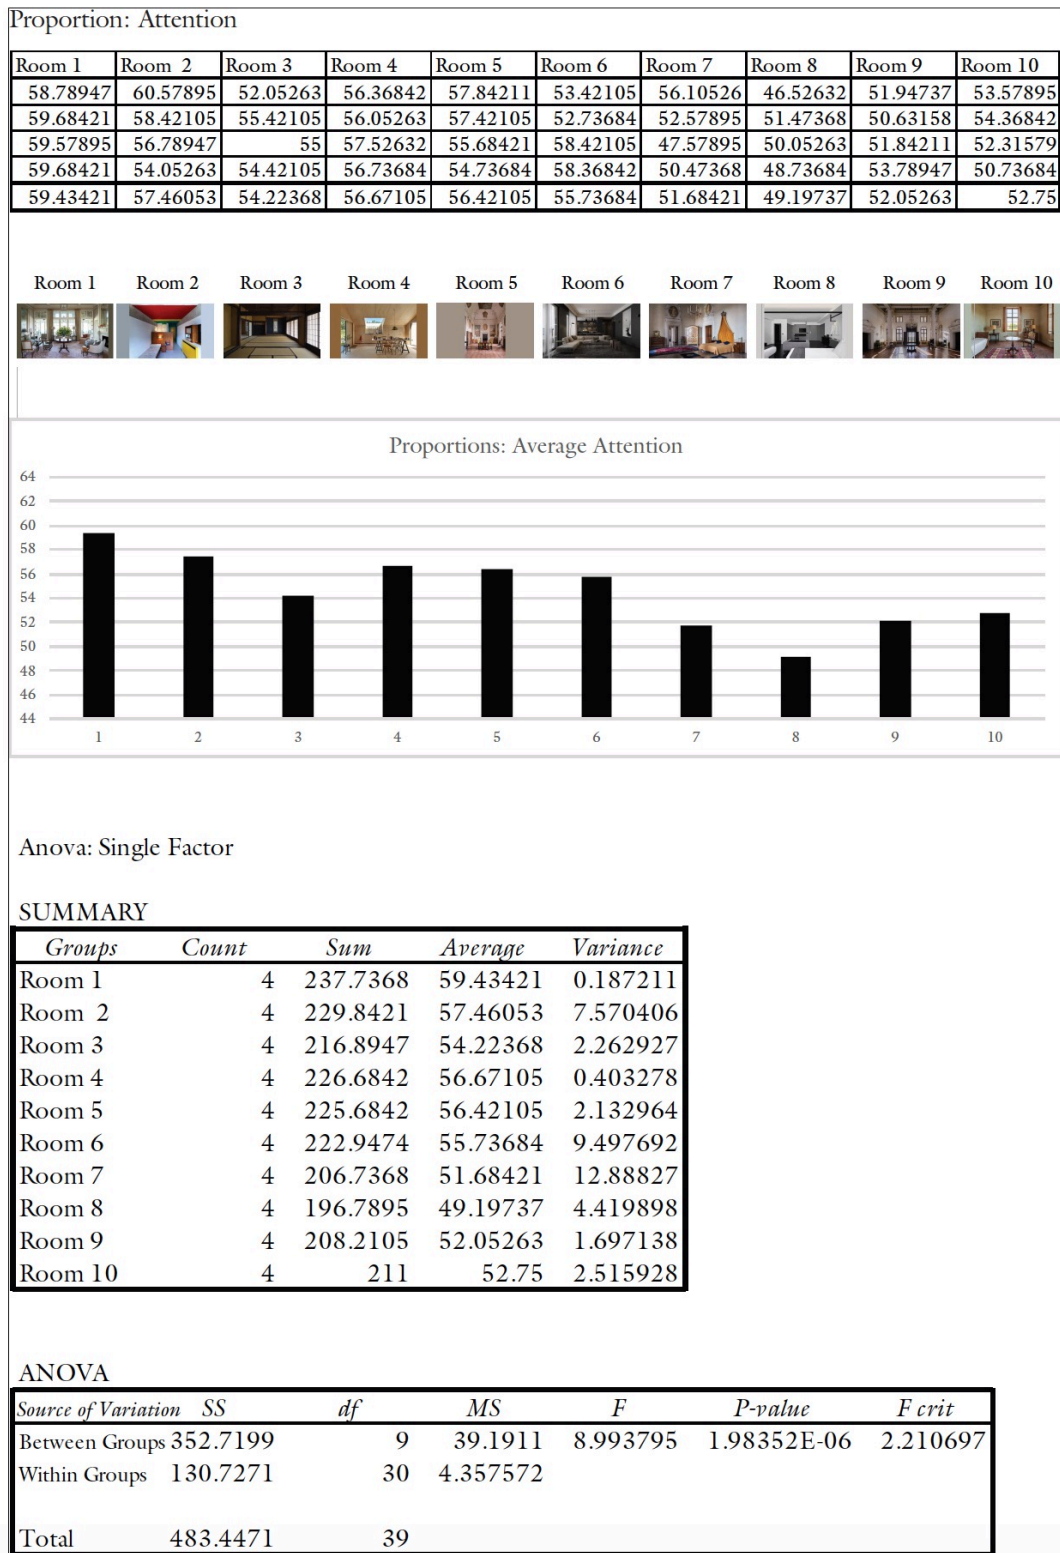 Proportion: Attention
Room 1 Room 2 Room 3 Room 4 Room 5 Room 6 Room 7 Room 8 Room 9 Room 10
58.78947 60.57895 52.05263 56.36842 57.84211 53.42105 56.10526 46.52632 51.94737 53.57895
59.68421 58.42105 55.42105 56.05263 57.42105 52.73684 52.57895 51.47368 50.63158 54.36842
59.57895 56.78947 55 57.52632 55.68421 58.42105 47.57895 50.05263 51.84211 52.31579
59.68421 54.05263 54.42105 56.73684 54.73684 58.36842 50.47368 48.73684 53.78947 50.73684
59.43421 57.46053 54.22368 56.67105 56.42105 55.73684 51.68421 49.19737 52.05263 52.75
Room 1 Room 2 Room 3 Room 4 Room 5 Room 6 Room 7 Room 8 Room 9 Room 10
Proportions: Average Attention
64
62
60
58
56
54
52
50
48
46
44
1 2 3 4 5 6 7 8 9 10
Anova: Single Factor
SUMMARY
Groups Count Sum Average Variance
Room 1 4 237.7368 59.43421 0.187211
Room 2 4 229.8421 57.46053 7.570406
Room 3 4 216.8947 54.22368 2.262927
Room 4 4 226.6842 56.67105 0.403278
Room 5 4 225.6842 56.42105 2.132964
Room 6 4 222.9474 55.73684 9.497692
Room 7 4 206.7368 51.68421 12.88827
Room 8 4 196.7895 49.19737 4.419898
Room 9 4 208.2105 52.05263 1.697138
Room 10 4 211 52.75 2.515928
ANOVA
Source of Variation SS df MS F P-value F crit
Between Groups 352.7199 9 39.1911 8.993795 1.98352E-06 2.210697
Within Groups 130.7271 30 4.357572
Total 483.4471 39